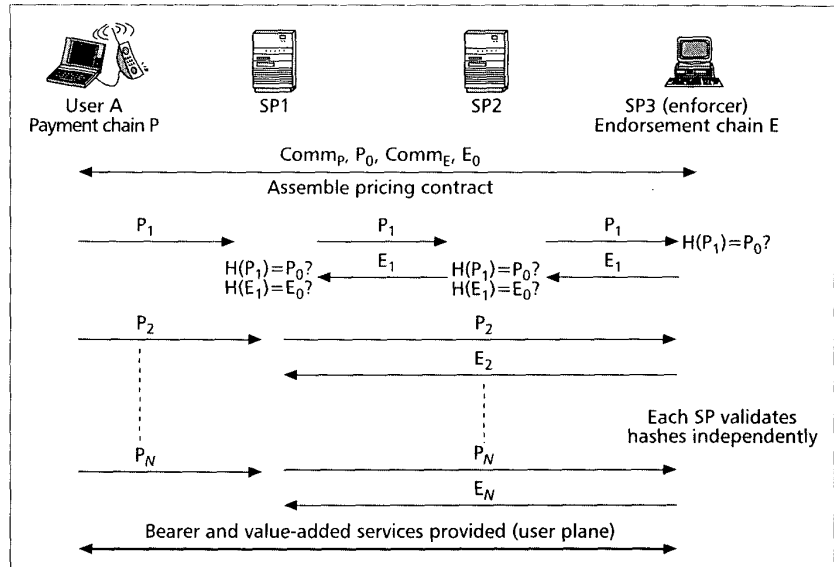 User A
Payment chain P
SP1
SP2
SP3 (enforcer)
Endorsement chain E
Comm_P, P_0, Comm_E, E_0
Assemble pricing contract
P_1
P_1
P_1
H(P_1)=P_0?
E_1
E_1
H(P_1)=P_0?
H(E_1)=E_0?
H(P_1)=P_0?
H(E_1)=E_0?
P_2
P_2
E_2
Each SP validates
hashes independently
P_N
P_N
E_N
Bearer and value-added services provided (user plane)